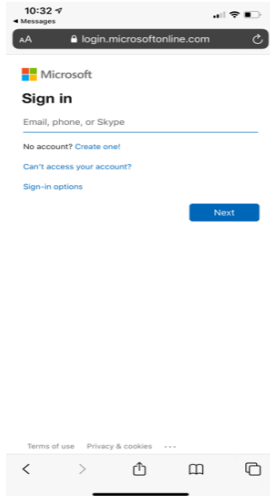 10:32
Messages
AA login.microsoftonline.com
Microsoft
Sign in
Email, phone, or Skype
No account? Create one!
Can't access your account?
Sign-in options
Next
Terms of use Privacy & cookies ---